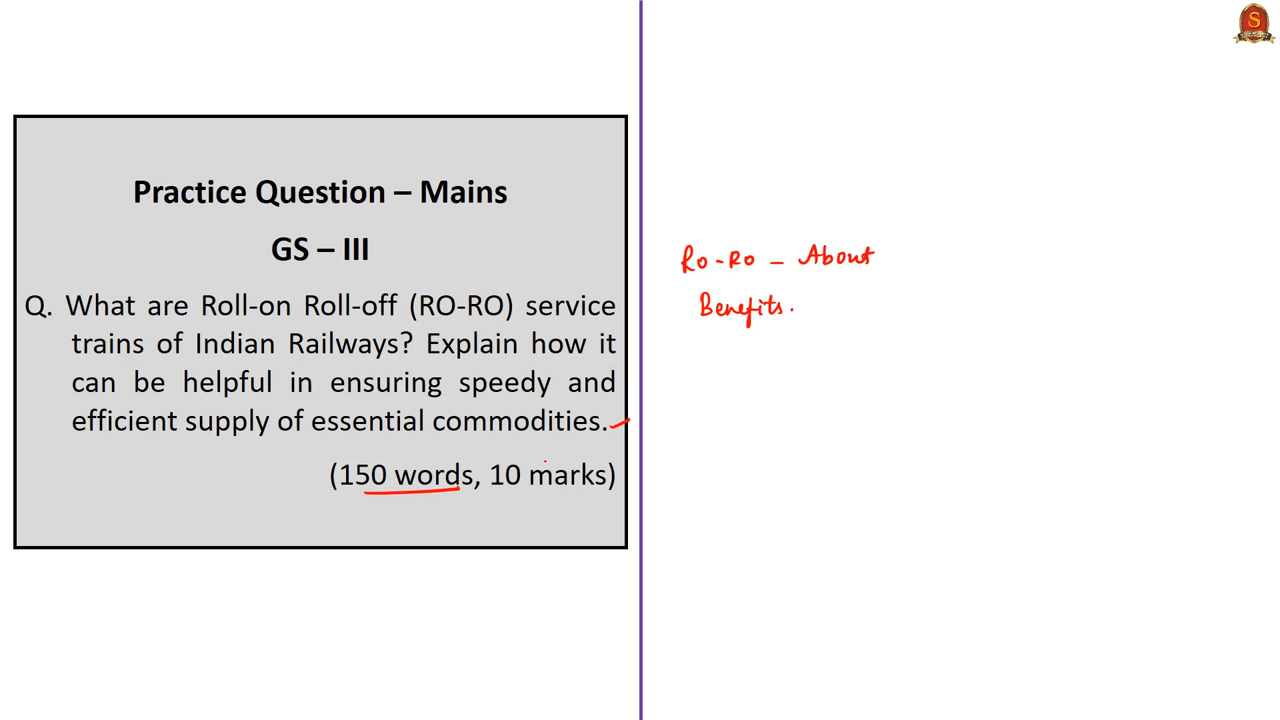 Practice Question – Mains
GS – III
Q. What are Roll-on Roll-off (RO-RO) service
trains of Indian Railways? Explain how it
can be helpful in ensuring speedy and
efficient supply of essential commodities.
(150 words, 10 marks)
Ro-Ro – About
Benefits.
S